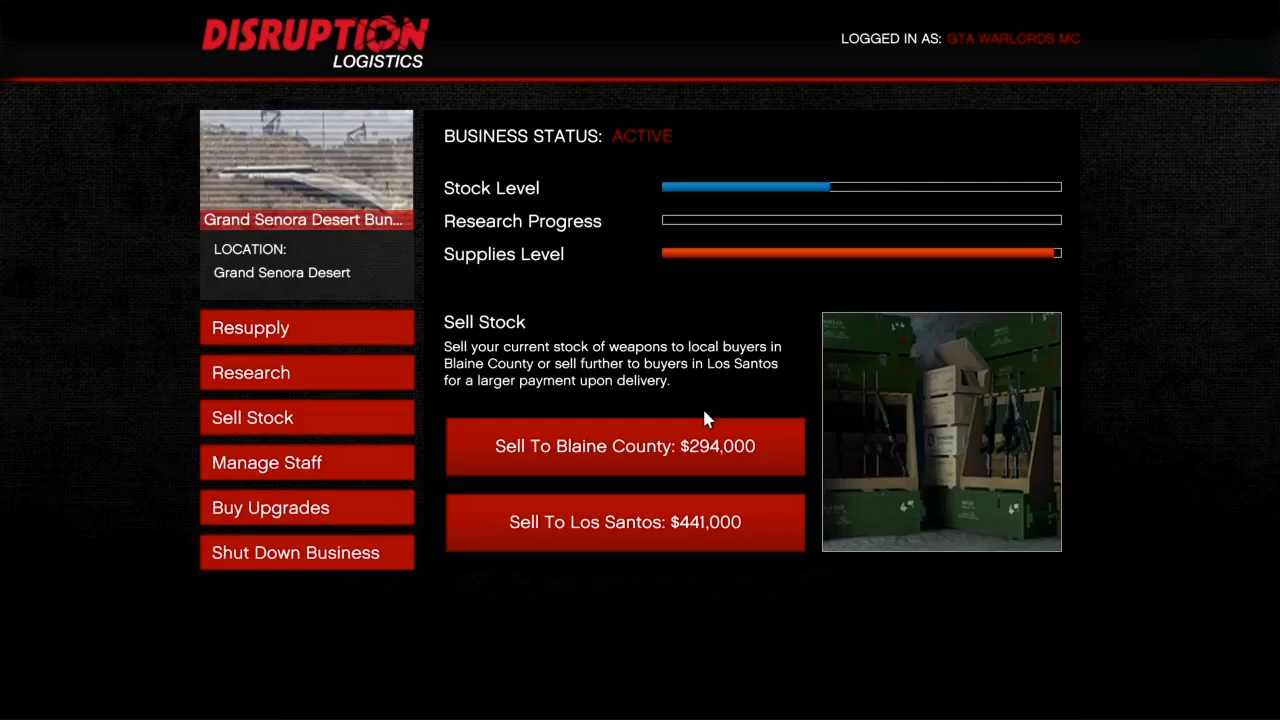 DISRUPTION
LOGISTICS
LOGGED IN AS: GTA WARLORDS MC
Grand Senora Desert Bun...
LOCATION:
Grand Senora Desert
Resupply
Research
Sell Stock
Manage Staff
Buy Upgrades
Shut Down Business
BUSINESS STATUS: ACTIVE
Stock Level
Research Progress
Supplies Level
Sell Stock
Sell your current stock of weapons to local buyers in
Blaine County or sell further to buyers in Los Santos
for a larger payment upon delivery.
Sell To Blaine County: $294,000
Sell To Los Santos: $441,000